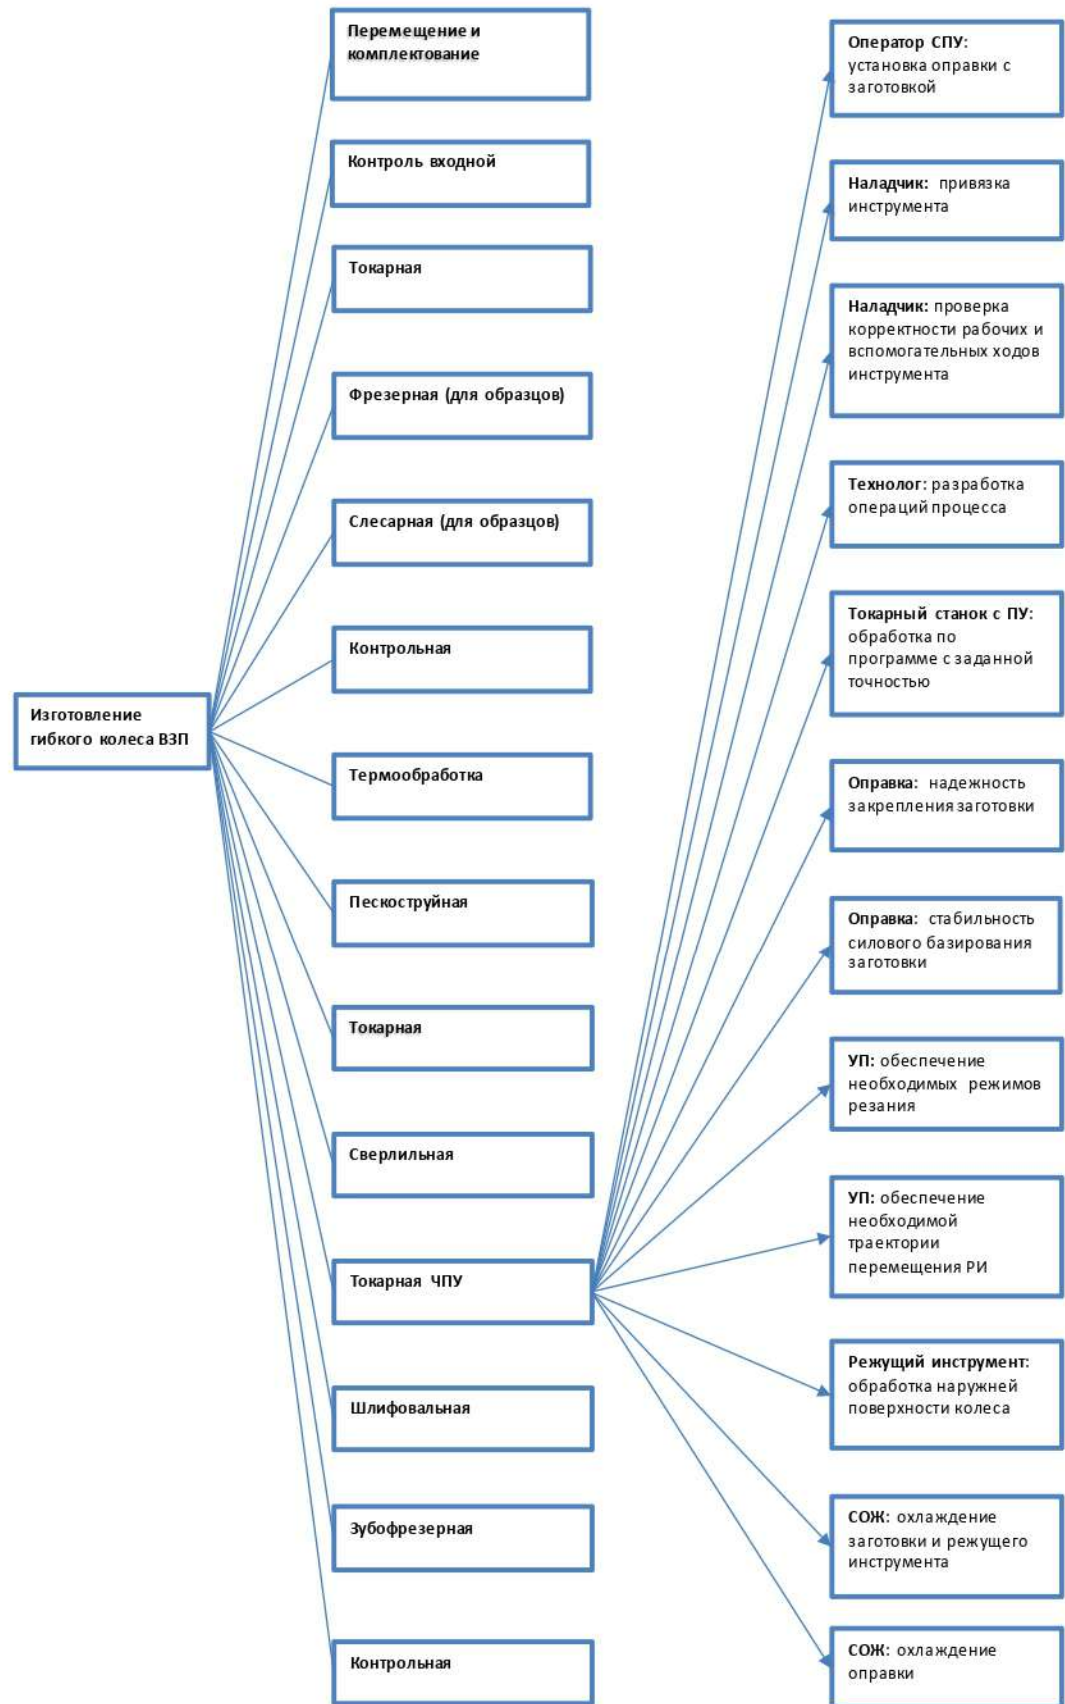 Изготовление
гибкого колеса ВЗП
Перемещение и
комплектование
Контроль входной
Токарная
Фрезерная (для образцов)
Слесарная (для образцов)
Контрольная
Термообработка
Пескоструйная
Токарная
Сверлильная
Токарная ЧПУ
Шлифовальная
Зубофрезерная
Контрольная
Оператор СПУ:
установка оправки с
заготовкой
Наладчик: привязка
инструмента
Наладчик: проверка
корректности рабочих и
вспомогательных ходов
инструмента
Технолог: разработка
операций процесса
Токарный станок с ПУ:
обработка по
программе с заданной
точностью
Оправка: надежность
закрепления заготовки
Оправка: стабильность
силового базирования
заготовки
УП: обеспечение
необходимых режимов
резания
УП: обеспечение
необходимой
траектории
перемещения РИ
Режущий инструмент:
обработка наружней
поверхности колеса
СОЖ: охлаждение
заготовки и режущего
инструмента
СОЖ: охлаждение
оправки